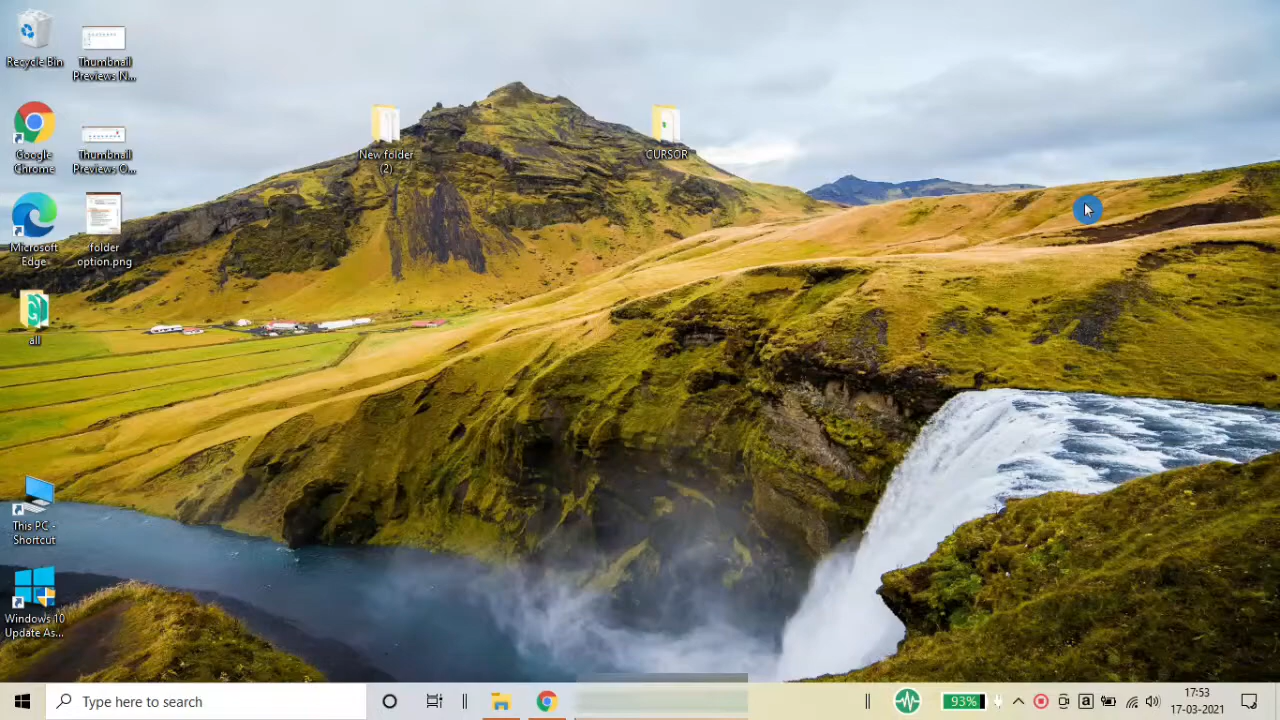 Recycle Bin
Thumbnail
Previews N...
Google
Chrome
Thumbnail
Previews O...
New folder
(2)
CURSOR
Microsoft
Edge
folder
option.png
all
This PC -
Shortcut
Windows 10
Update As...
Type here to search
93%
a
17:53
17-03-2021